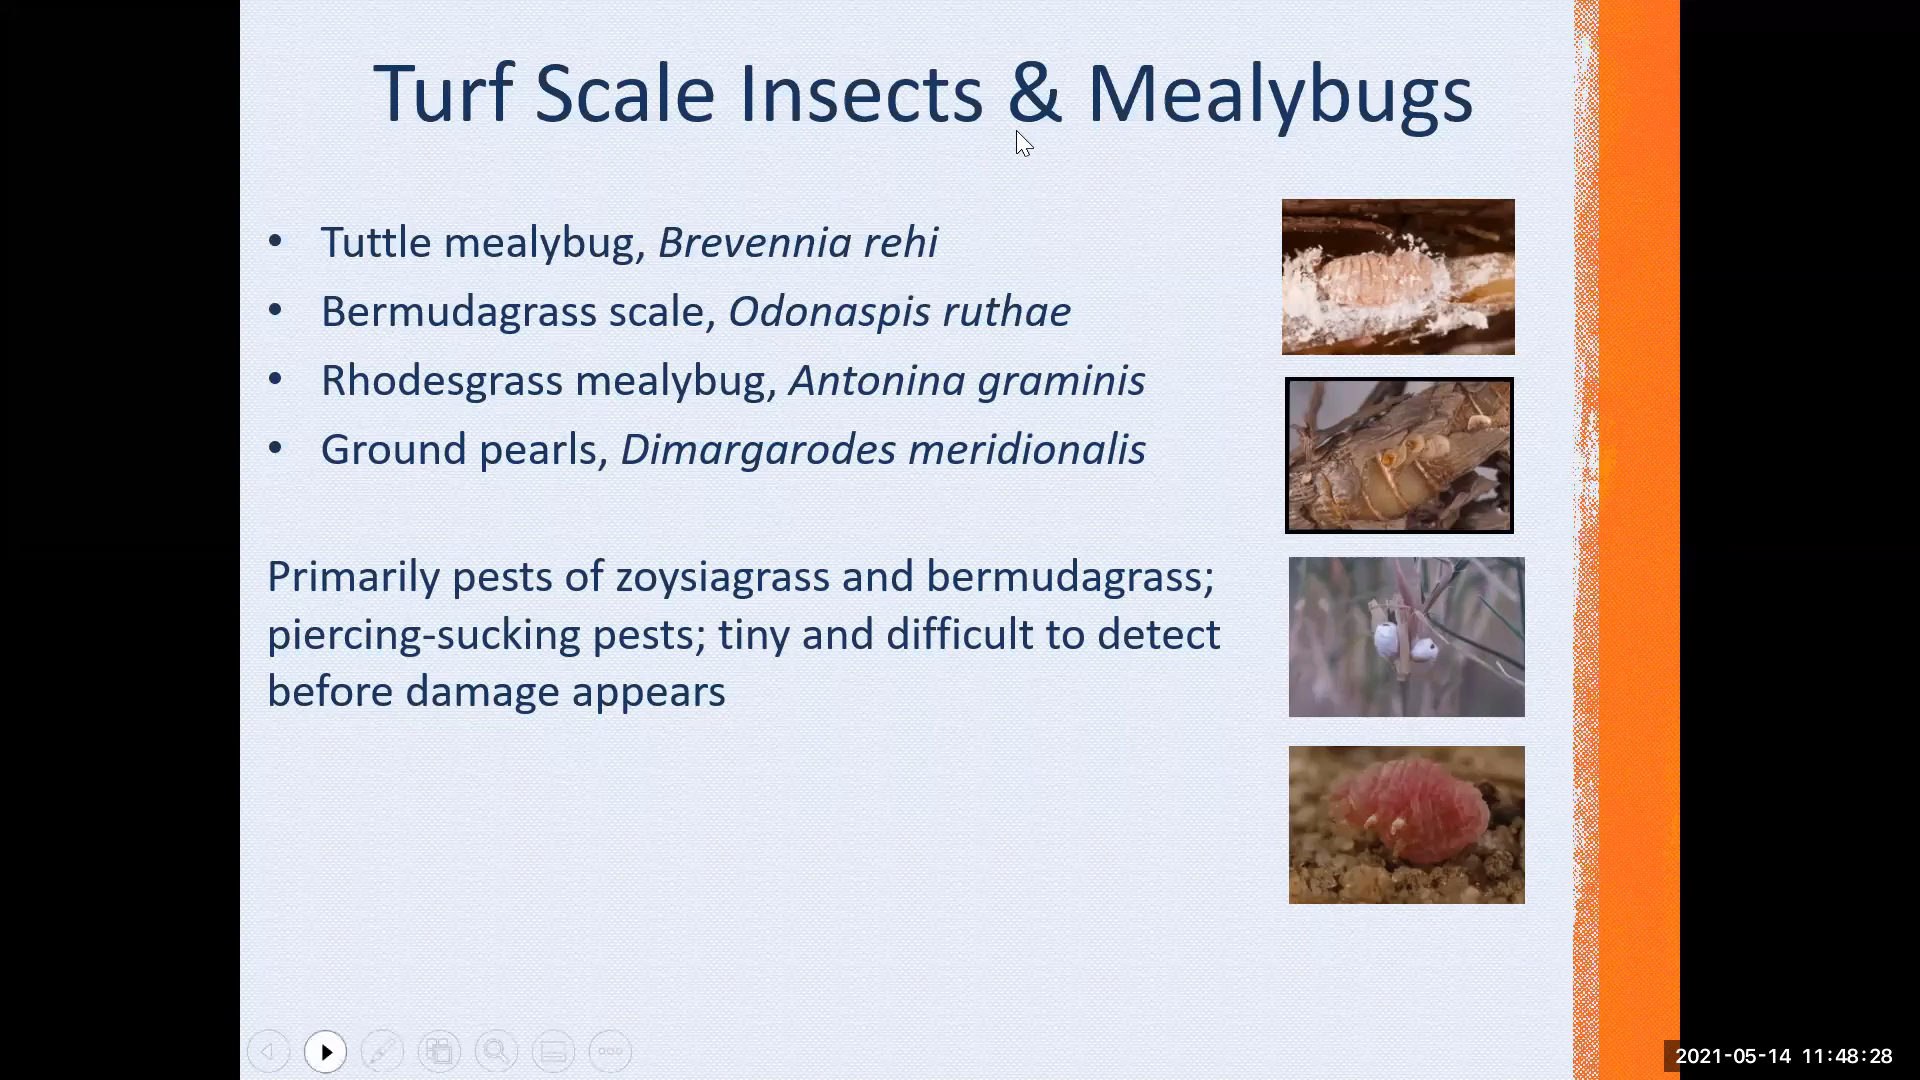 Turf Scale Insects & Mealybugs
• Tuttle mealybug, Brevennia rehi
• Bermudagrass scale, Odonaspis ruthae
• Rhodesgrass mealybug, Antonina graminis
• Ground pearls, Dimargarodes meridionalis
Primarily pests of zoysiagrass and bermudagrass;
piercing-sucking pests; tiny and difficult to detect
before damage appears
2021-05-14 11:48:28